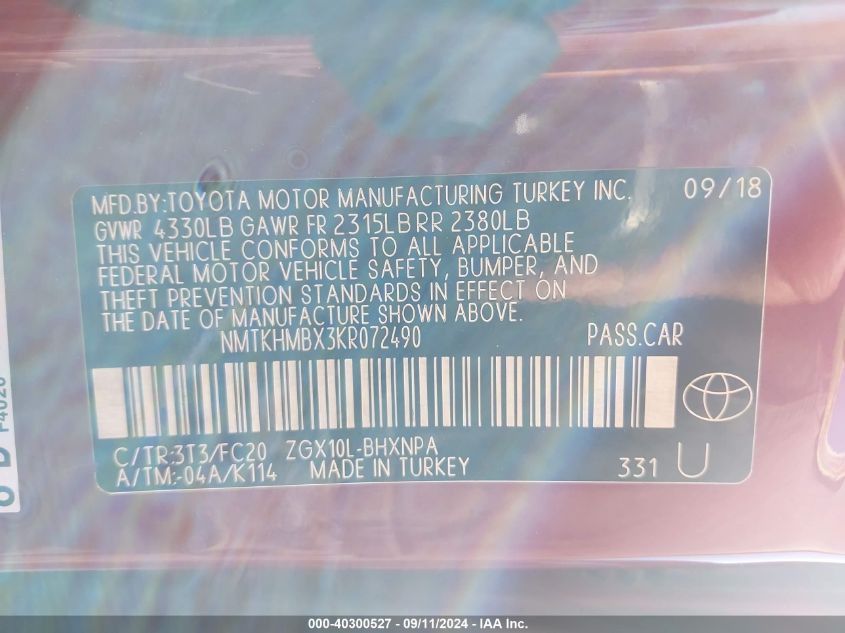 MFD.BY:TOYOTA MOTOR MANUFACTURING TURKEY INC. 09/18
GVWR 4330LB GAWR FR 2315LB RR 2380LB
THIS VEHICLE CONFORMS TO ALL APPLICABLE
FEDERAL MOTOR VEHICLE SAFETY, BUMPER, AND
THEFT PREVENTION STANDARDS IN EFFECT ON
THE DATE OF MANUFACTURE SHOWN ABOVE.
NMTKHMBX3KR072490 PASS.CAR
C/TR:3T3/FC20 ZGX10L-BHXNPA
A/TM:-04A/K114 MADE IN TURKEY 331 U
000-40300527 - 09/11/2024 - IAA Inc.